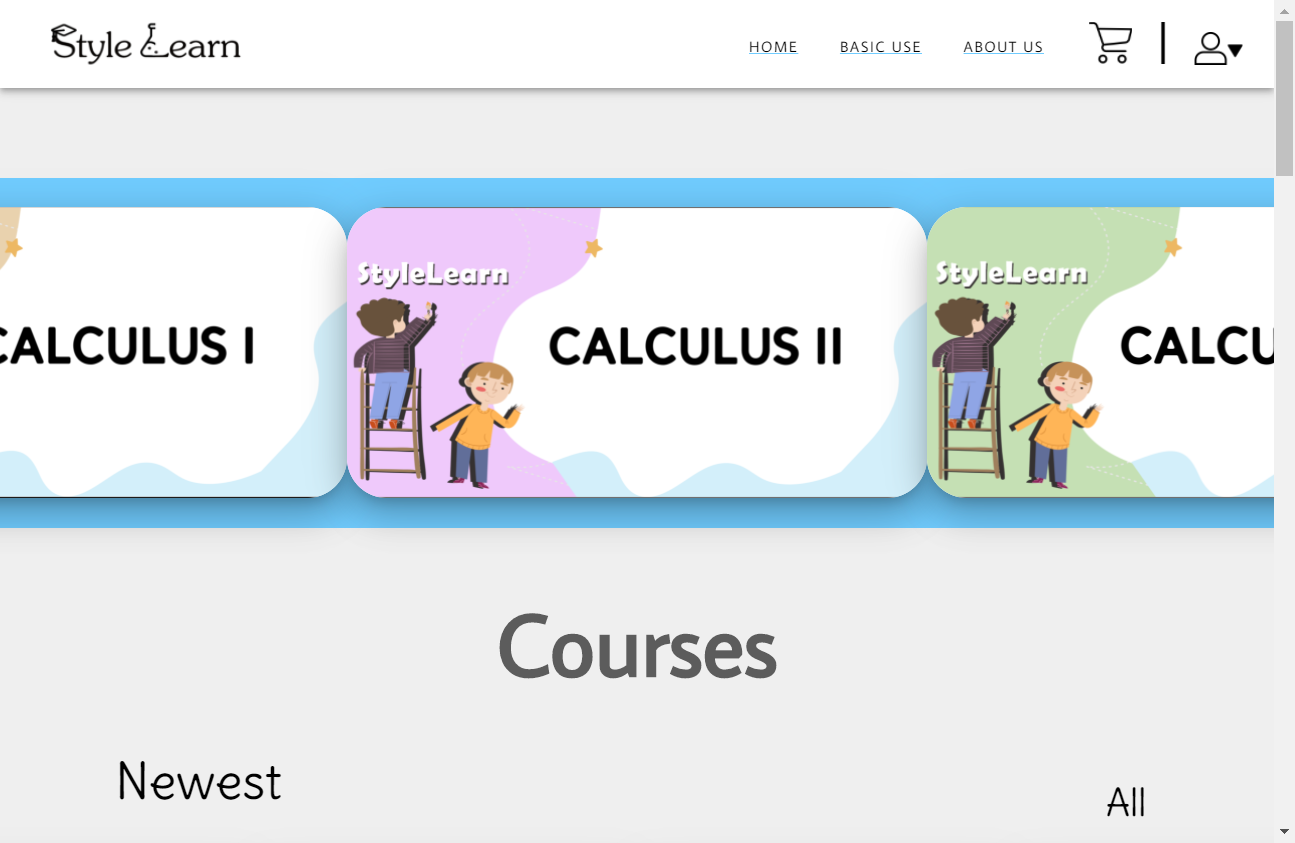 Style Learn
HOME
BASIC USE
ABOUT US
CALCULUS I
StyleLearn
CALCULUS II
StyleLearn
CALCU
Courses
Newest
All